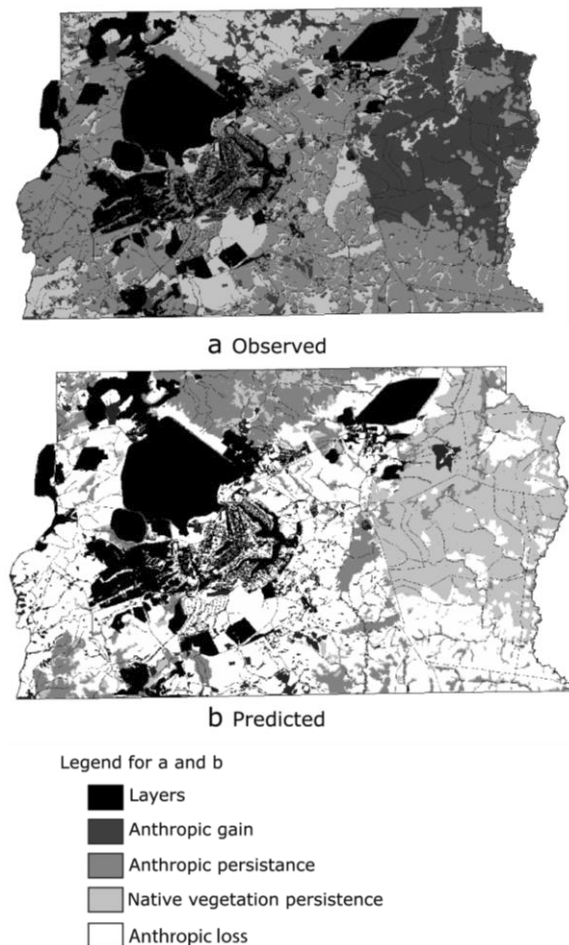 a Observed
b Predicted
Legend for a and b
Layers
Anthropic gain
Anthropic persistance
Native vegetation persistence
Anthropic loss